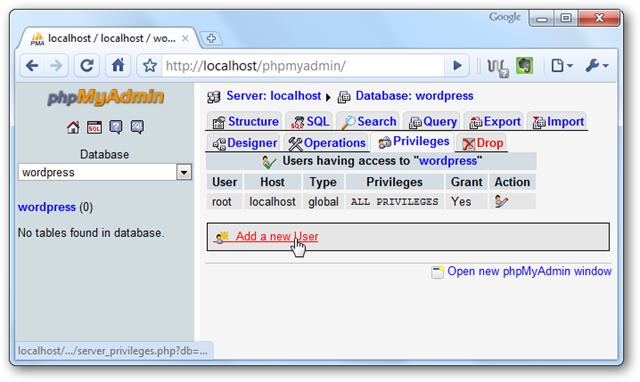 Google
localhost / localhost / wo...
PMA
http://localhost/phpmyadmin/
phpMyAdmin
SQL
Database
wordpress
wordpress (0)
No tables found in database.
Server: localhost Database: wordpress
Structure SQL Search Query Export Import
Designer Operations Privileges Drop
Users having access to "wordpress"
User Host Type Privileges Grant Action
root localhost global ALL PRIVILEGES Yes
Add a new User
Open new phpMyAdmin window
localhost/.../server_privileges.php?db=...